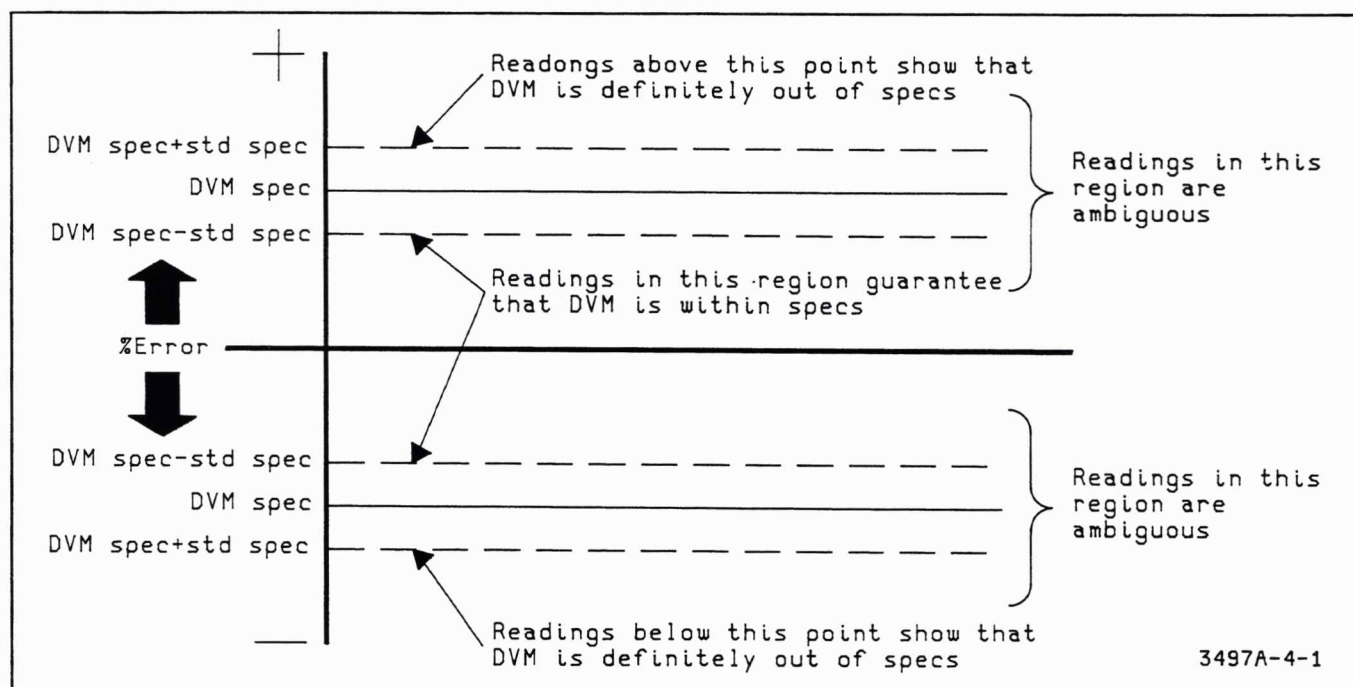 +
Readongs above this point show that
DVM is definitely out of specs
DVM spec+std spec
DVM spec
DVM spec-std spec
Readings in this
region are
ambiguous
Readings in this region guarantee
that DVM is within specs
%Error
DVM spec-std spec
DVM spec
DVM spec+std spec
Readings in this
region are
ambiguous
—
Readings below this point show that
DVM is definitely out of specs
3497A-4-1